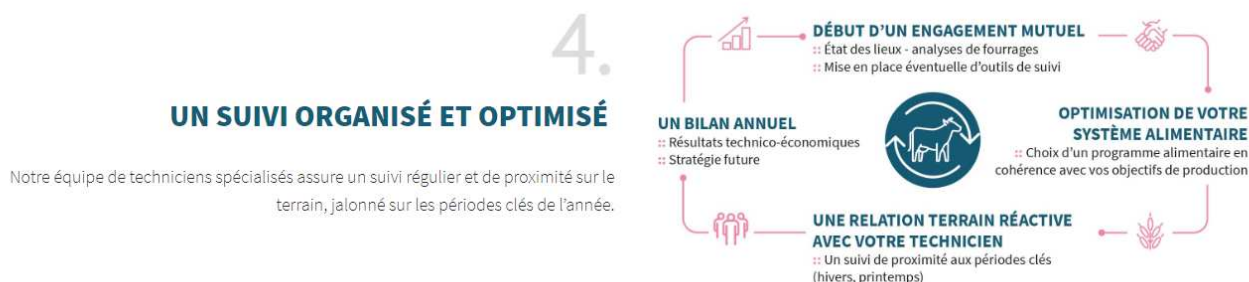 4.
UN SUIVI ORGANISÉ ET OPTIMISÉ
Notre équipe de techniciens spécialisés assure un suivi régulier et de proximité sur le
terrain, jalonné sur les périodes clés de l'année.
DÉBUT D'UN ENGAGEMENT MUTUEL
:: État des lieux - analyses de fourrages
:: Mise en place éventuelle d'outils de suivi
OPTIMISATION DE VOTRE
SYSTÈME ALIMENTAIRE
:: Choix d'un programme alimentaire en
cohérence avec vos objectifs de production
UNE RELATION TERRAIN RÉACTIVE
AVEC VOTRE TECHNICIEN
:: Un suivi de proximité aux périodes clés
(hivers, printemps)
UN BILAN ANNUEL
:: Résultats technico-économiques
:: Stratégie future